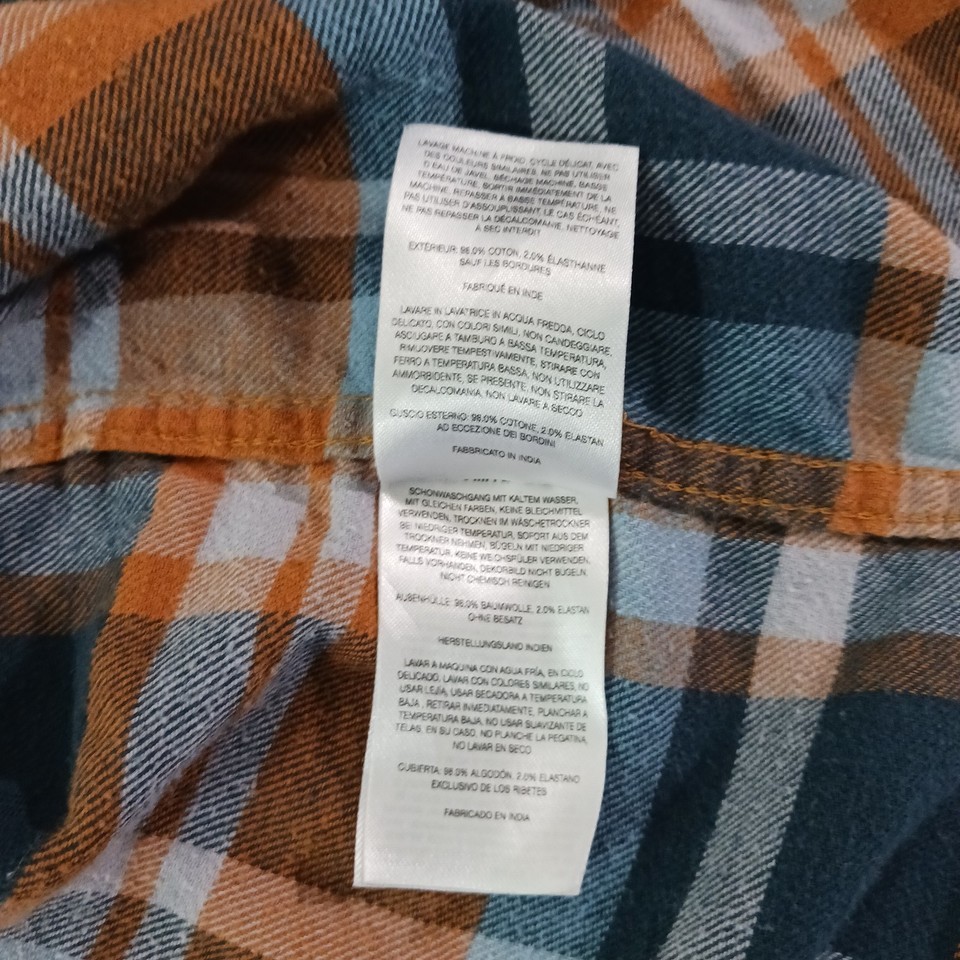 LAVAGE MACHINE À FROID, CYCLE DÉLICAT, AVEC
DES COULEURS SIMILAIRES, NE PAS UTILISER
D'EAU DE JAVEL, SÉCHAGE MACHINE, BASSE
TEMPÉRATURE, SORTIR IMMÉDIATEMENT DE LA
MACHINE, REPASSER A BASSE TEMPÉRATURE, NE
PAS UTILISER D'ASSOUPLISSANT, LE CAS ÉCHÉANT,
NE PAS REPASSER LA DÉCALCOMANIE, NETTOYAGE
A SEC INTERDIT
EXTÉRIEUR: 98.0% COTON, 2.0% ÉLASTHANNE
SAUF LES BORDURES
FABRIQUÉ EN INDE
LAVARE IN LAVATRICE IN ACQUA FREDDA, CICLO
DELICATO, CON COLORI SIMILI, NON CANDEGGIARE,
ASCIUGARE A TAMBURO A BASSA TEMPERATURA,
RIMUOVERE TEMPESTIVAMENTE, STIRARE CON
FERRO A TEMPERATURA BASSA, NON UTILIZZARE
AMMORBIDENTE, SE PRESENTE, NON STIRARE LA
DECALCOMANIA, NON LAVARE A SECCO
GUSCIO ESTERNO: 98.0% COTONE, 2.0% ELASTAN
AD ECCEZIONE DEI BORDINI
FABBRICATO IN INDIA
SCHONWASCHGANG MIT KALTEM WASSER,
MIT GLEICHEN FARBEN, KEINE BLEICHMITTEL
VERWENDEN, TROCKNEN IM WÄSCHETROCKNER
BEI NIEDRIGER TEMPERATUR, SOFORT AUS DEM
TROCKNER NEHMEN, BÜGELN MIT NIEDRIGER
TEMPERATUR, KEINE WEICHSPÜLER VERWENDEN,
FALLS VORHANDEN, DEKORBILD NICHT BÜGELN,
NICHT CHEMISCH REINIGEN
AUßENHÜLLE: 98.0% BAUMWOLLE, 2.0% ELASTAN
OHNE BESATZ
HERSTELLUNGSLAND INDIEN
LAVAR A MAQUINA CON AGUA FRÍA, EN CICLO
DELICADO, LAVAR CON COLORES SIMILARES, NO
USAR LEJÍA, USAR SECADORA A TEMPERATURA
BAJA , RETIRAR INMEDIATAMENTE, PLANCHAR A
TEMPERATURA BAJA, NO USAR SUAVIZANTE DE
TELAS, EN SU CASO, NO PLANCHE LA PEGATINA,
NO LAVAR EN SECO
CUBIERTA: 98.0% ALGODÓN, 2.0% ELASTANO
EXCLUSIVO DE LOS RIBETES
FABRICADO EN INDIA